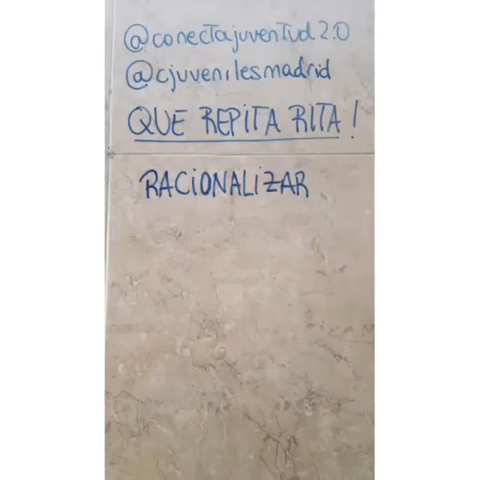 @conectajuventud2.0
@cjuvenilesmadrid
QUE REPITA RITA!
RACIONALIZAR